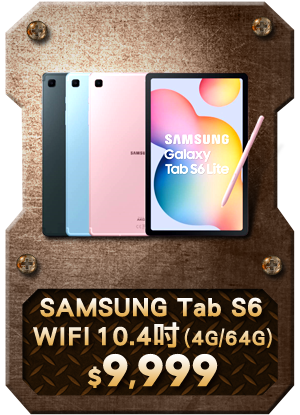 SAMSUNG
Galaxy
Tab S6 Lite
SAMSUNG Tab S6
WIFI 10.4吋(4G/64G)
$9,999